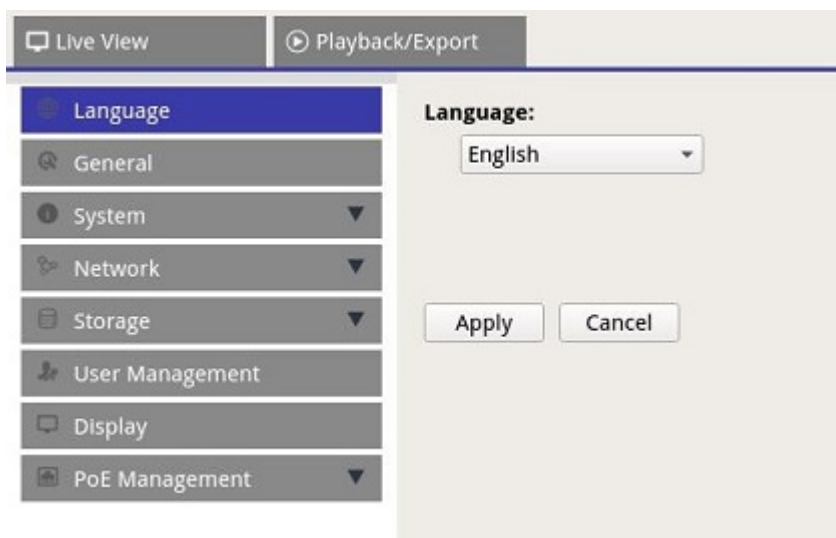 Live View
Playback/Export
Language
General
System
Network
Storage
User Management
Display
PoE Management
Language:
English
Apply
Cancel